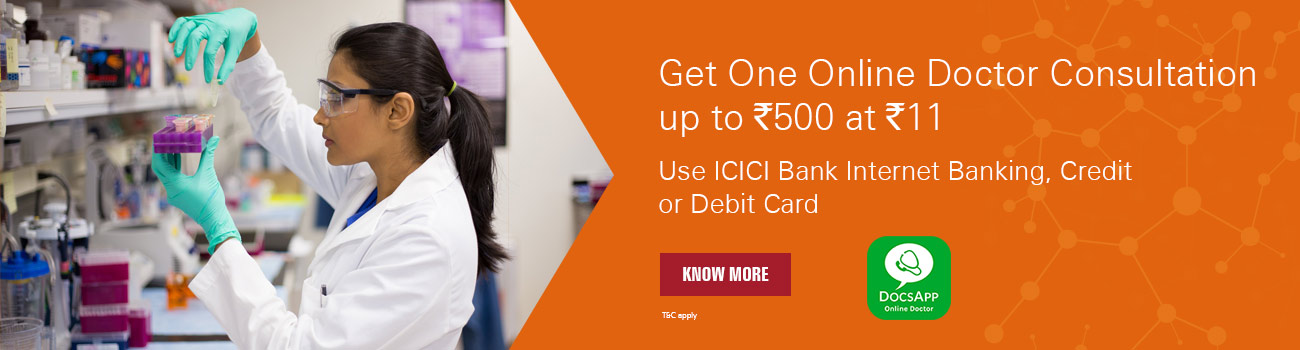 Get One Online Doctor Consultation
up to ₹500 at ₹11
Use ICICI Bank Internet Banking, Credit
or Debit Card
KNOW MORE
DOCSAPP
Online Doctor
T&C apply